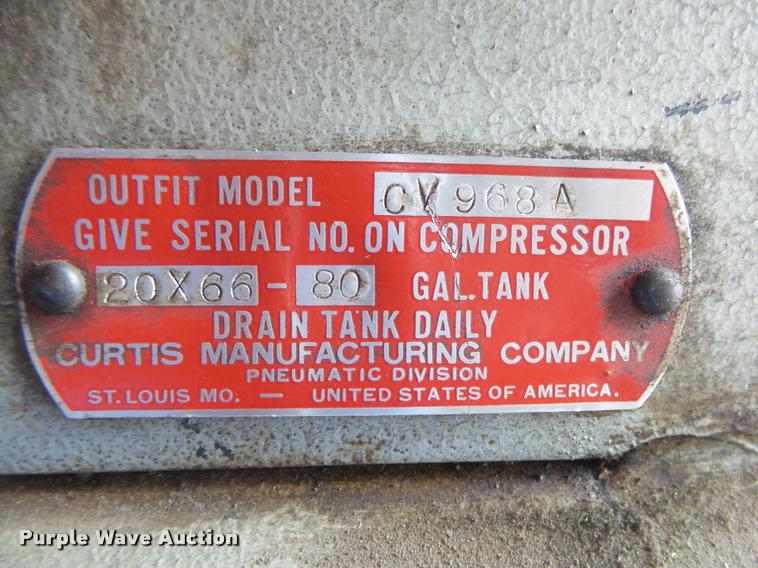 OUTFIT MODEL CV968A
GIVE SERIAL NO. ON COMPRESSOR
20X66 - 80 GAL. TANK
DRAIN TANK DAILY
CURTIS MANUFACTURING COMPANY
PNEUMATIC DIVISION
ST. LOUIS MO. — UNITED STATES OF AMERICA.
Purple Wave Auction